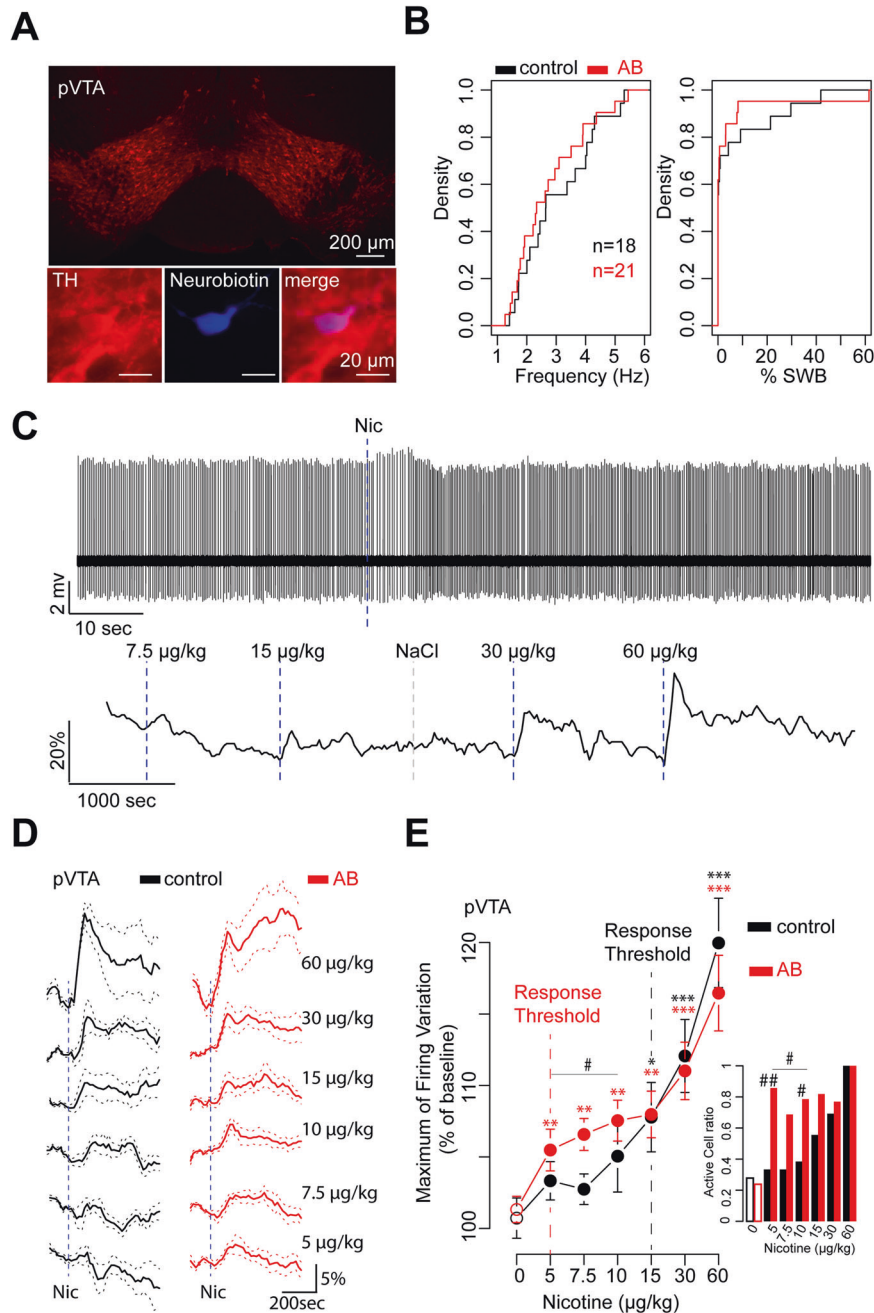 A
pVTA
200 µm
TH
Neurobiotin
merge
20 µm
B
control AB
Density
0.0 0.2 0.4 0.6 0.8 1.0
n=18
n=21
1 2 3 4 5 6
Frequency (Hz)
Density
0.0 0.2 0.4 0.6 0.8 1.0
0 20 40 60
% SWB
C
Nic
2 mv
10 sec
7.5 µg/kg 15 µg/kg NaCl 30 µg/kg 60 µg/kg
20%
1000 sec
D
pVTA control AB
60 µg/kg
30 µg/kg
15 µg/kg
10 µg/kg
7.5 µg/kg
5 µg/kg
Nic
Nic
5%
200sec
E
pVTA
control
AB
Response
Threshold
Response
Threshold
***
***
***
***
*
**
**
**
**
#
Maximum of Firing Variation
(% of baseline)
100 110 120
0 5 7.5 10 15 30 60
Nicotine (µg/kg)
##
#
#
Active Cell ratio
0 0.2 0.4 0.6 0.8 1
0 5 7.5 10 15 30 60
Nicotine (µg/kg)